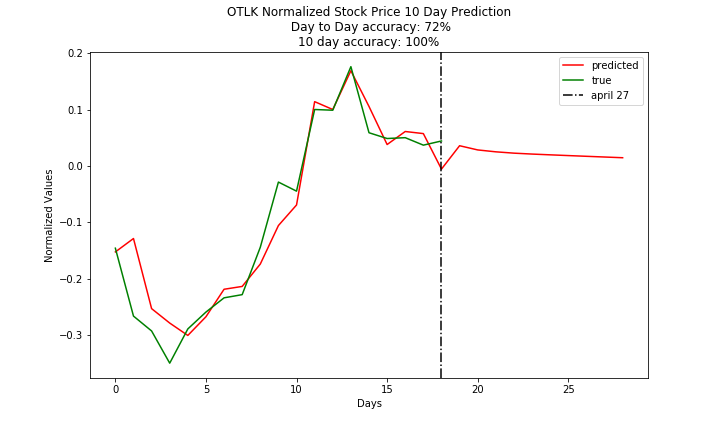 OTLK Normalized Stock Price 10 Day Prediction
Day to Day accuracy: 72%
10 day accuracy: 100%
predicted
true
april 27
0.2
0.1
0.0
−0.1
−0.2
−0.3
Normalized Values
0 5 10 15 20 25
Days